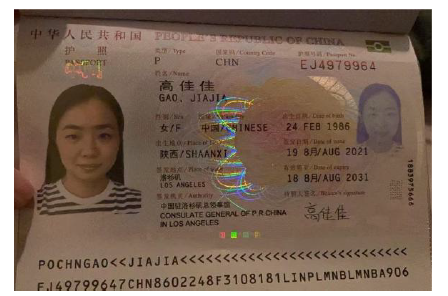 中华人民共和国 PEOPLE'S REPUBLIC OF CHINA
护 照
PASSPORT
类型/Type
国家码/Country Code
护照号码/Passport No.
P
CHN
EJ4979964
姓名/Name
高佳佳
GAO, JIAJIA
性别/Sex
女/F
中国/CHINESE
出生日期/Date of birth
24 FEB 1986
出生地点/Place of birth
陕西/SHAANXI
签发日期/Date of issue
19 8月/AUG 2021
签发地点/Place of issue
洛杉矶
LOS ANGELES
有效期至/Date of expiry
18 8月/AUG 2031
签发机关/Authority
中国驻洛杉矶总领事馆
CONSULATE GENERAL OF P.R.CHINA
IN LOS ANGELES
持照人签名/Bearer's signature
高佳佳
POCHNGAO<<JIAJIA<<<<<<<<<<<<<<<<<<<<<<<<<<<<
EJ49799647CHN8602248F3108181LINPLMNBLMNBA906